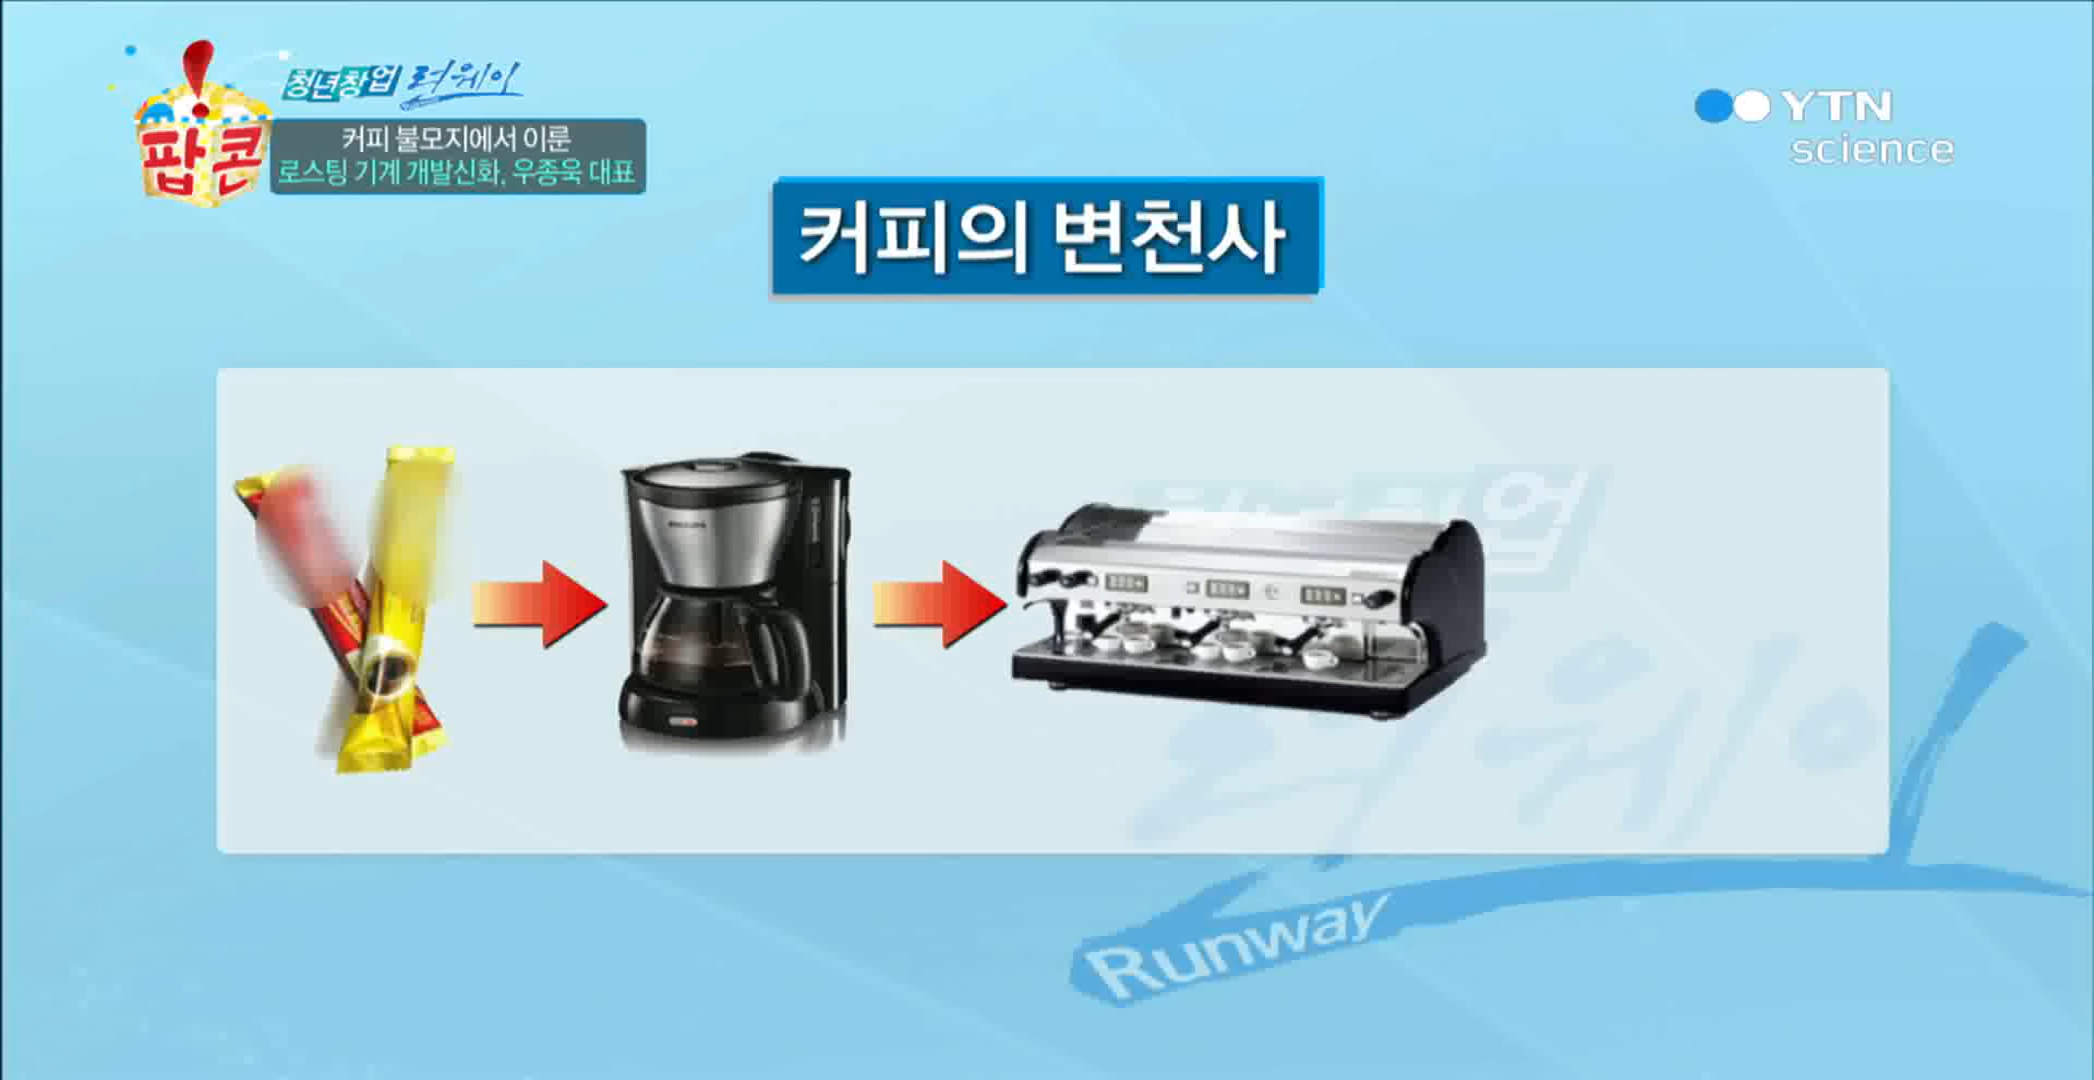 청년창업 런웨이
팝콘
커피 불모지에서 이룬
로스팅 기계 개발신화, 우종욱 대표
YTN
science
커피의 변천사
Runway